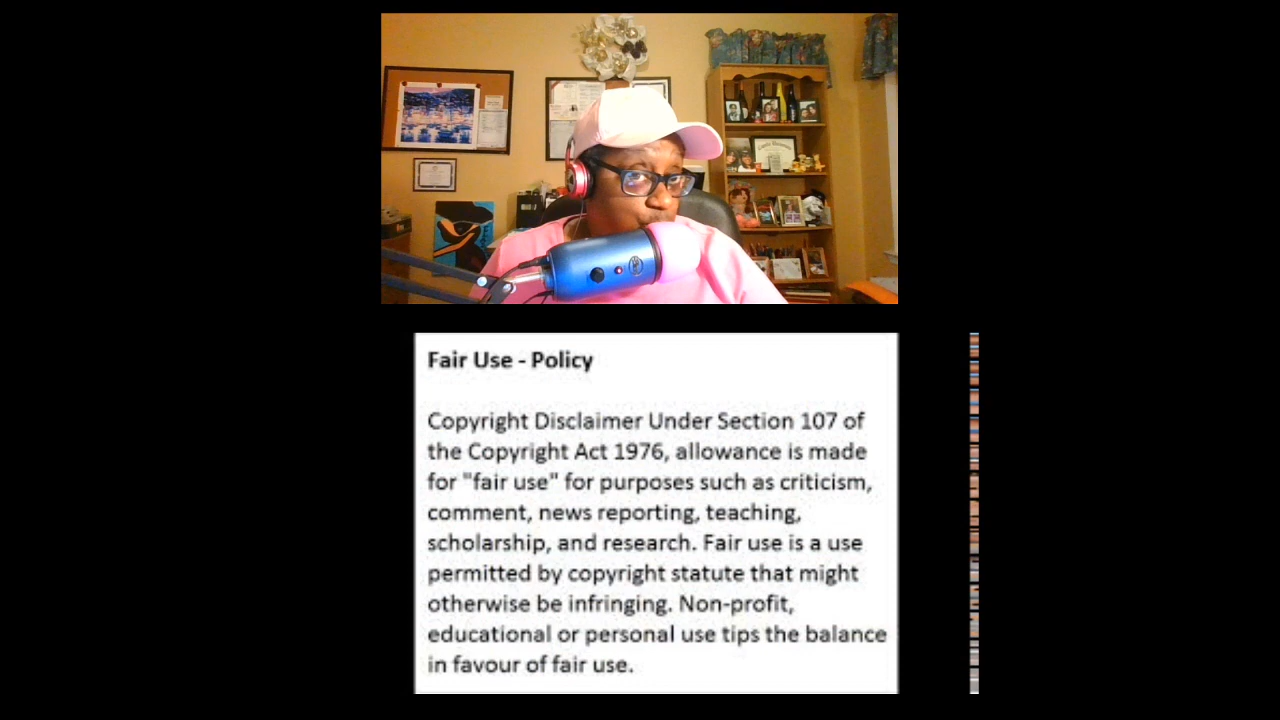 Fair Use - Policy
Copyright Disclaimer Under Section 107 of
the Copyright Act 1976, allowance is made
for "fair use" for purposes such as criticism,
comment, news reporting, teaching,
scholarship, and research. Fair use is a use
permitted by copyright statute that might
otherwise be infringing. Non-profit,
educational or personal use tips the balance
in favour of fair use.